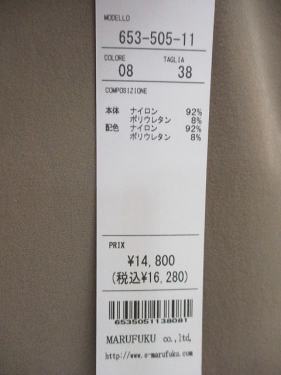 MODELLO
653-505-11
COLORE TAGLIA
08 38
COMPOSIZIONE
本体 ナイロン 92%
ポリウレタン 8%
配色 ナイロン 92%
ポリウレタン 8%
PRIX
¥14,800
(税込¥16,280)
6535051138081
MARUFUKU co.,ltd,
http://www.e-marufuku.com/